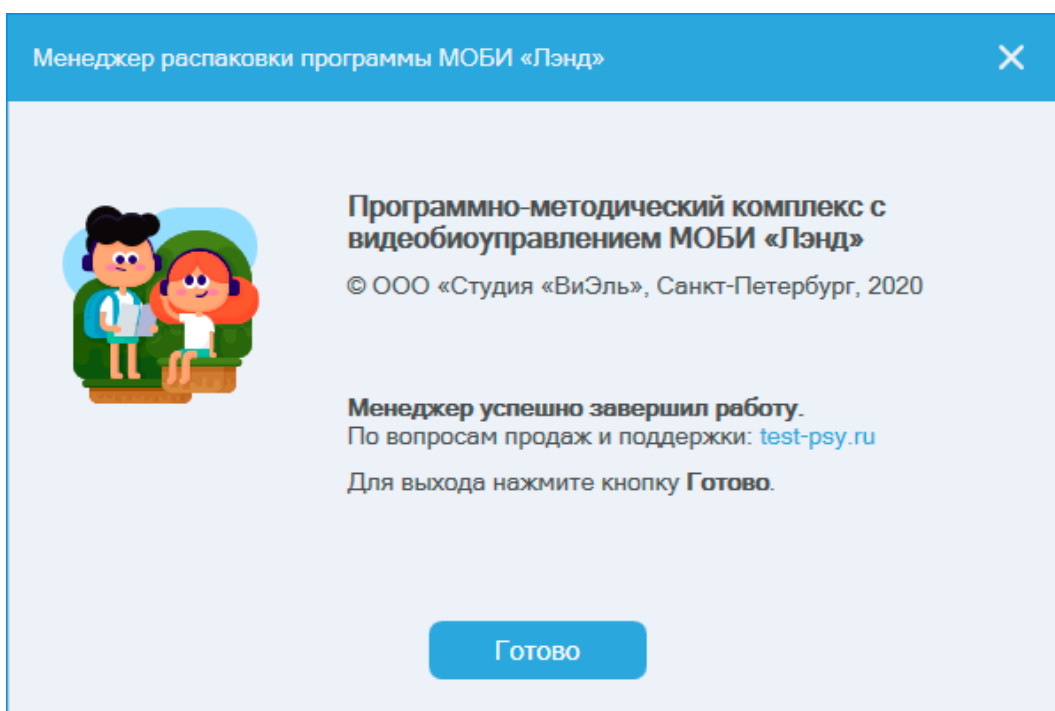 Менеджер распаковки программы МОБИ «Лэнд»
Программно-методический комплекс с
видеобиоуправлением МОБИ «Лэнд»
© ООО «Студия «ВиЭль», Санкт-Петербург, 2020
Менеджер успешно завершил работу.
По вопросам продаж и поддержки: test-psy.ru
Для выхода нажмите кнопку Готово.
Готово